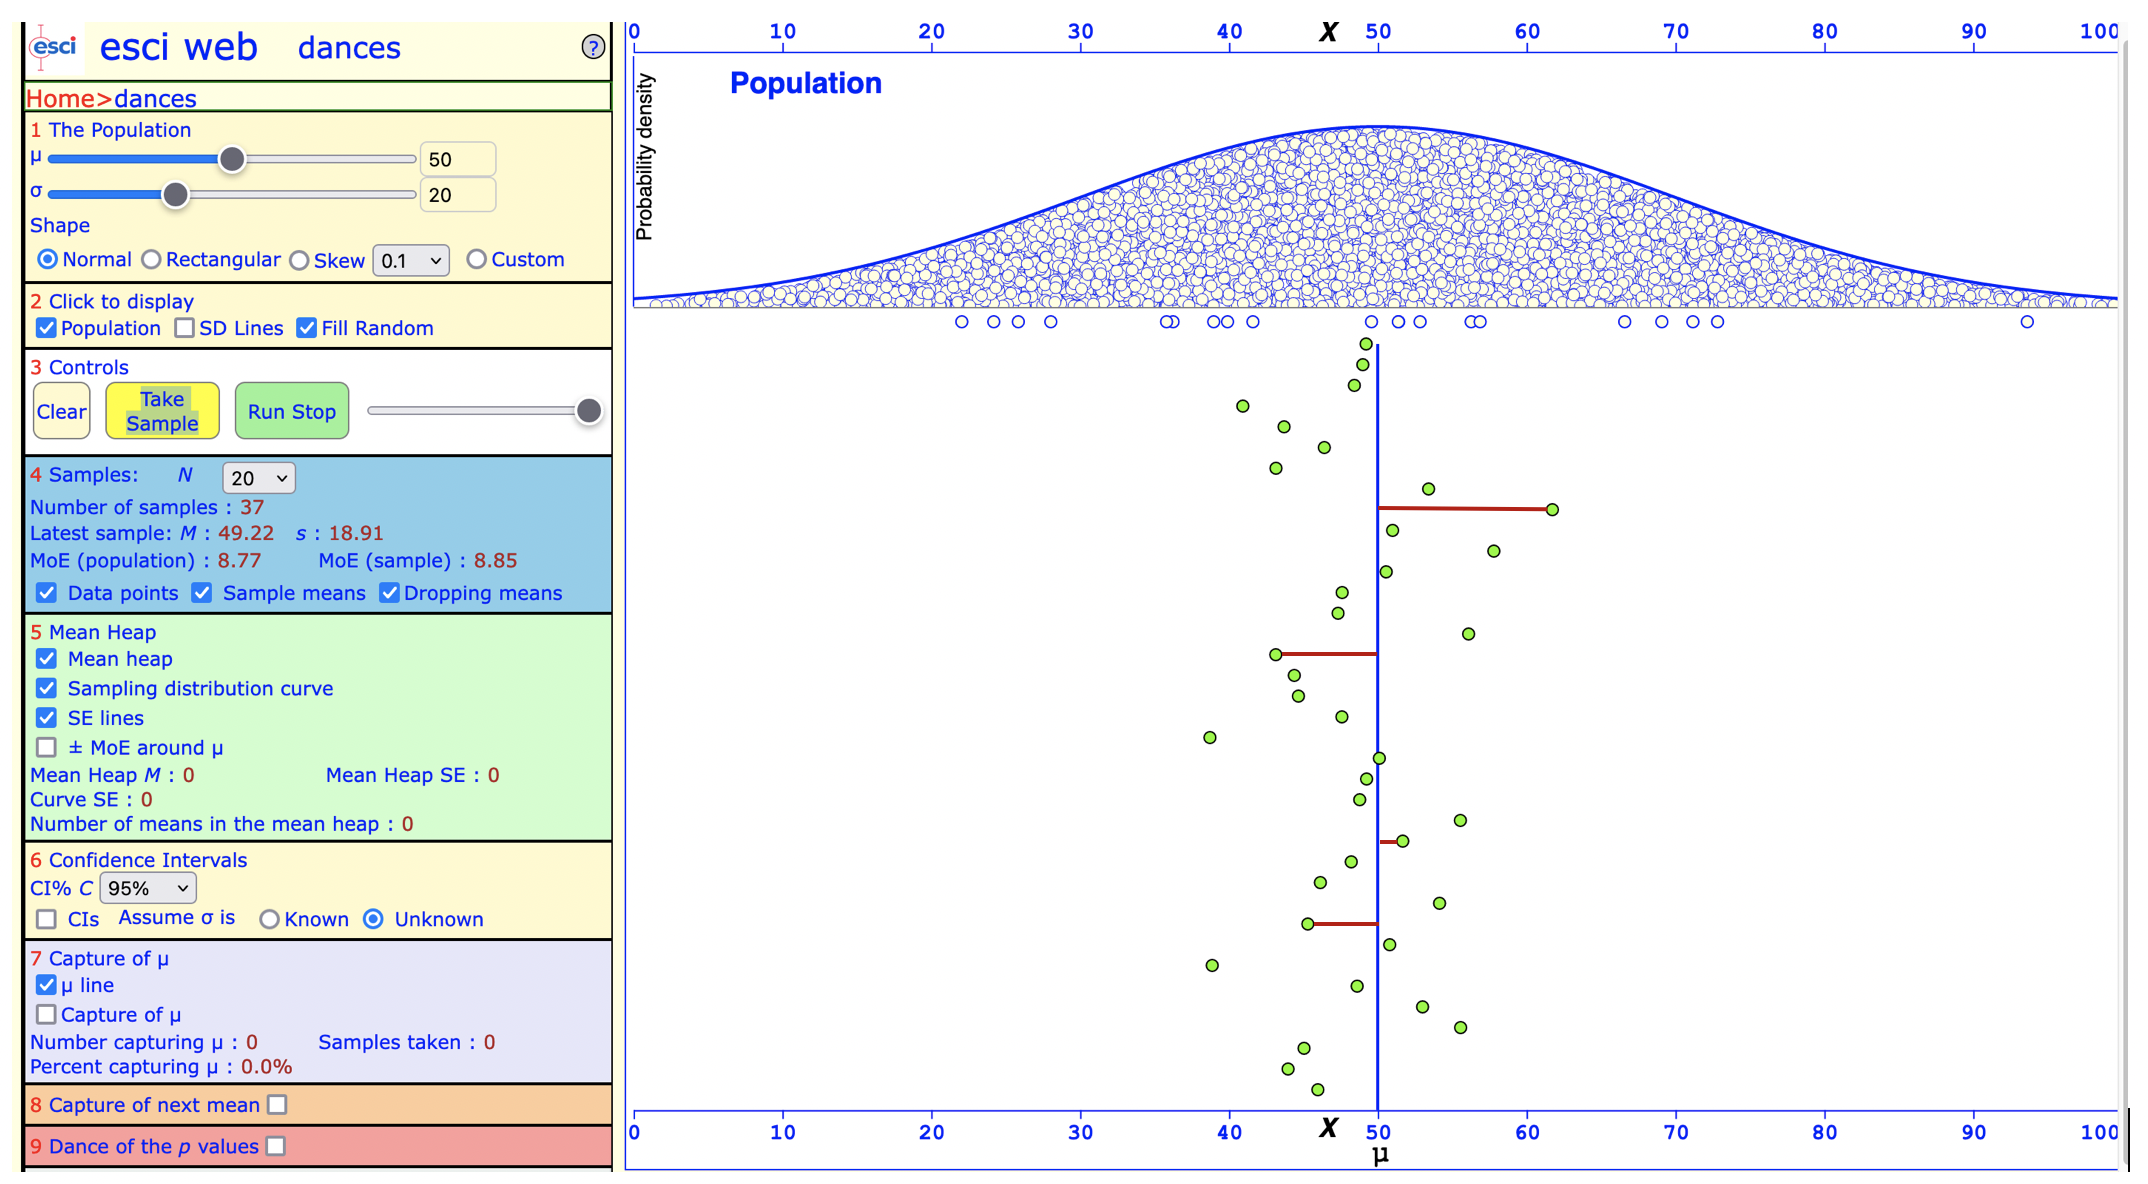 esci esci web dances ?
Home>dances
1 The Population
μ 50
σ 20
Shape
Normal Rectangular Skew 0.1 Custom
2 Click to display
Population SD Lines Fill Random
3 Controls
Clear Take Sample Run Stop
4 Samples: N 20
Number of samples : 37
Latest sample: M : 49.22 s : 18.91
MoE (population) : 8.77 MoE (sample) : 8.85
Data points Sample means Dropping means
5 Mean Heap
Mean heap
Sampling distribution curve
SE lines
± MoE around μ
Mean Heap M : 0 Mean Heap SE : 0
Curve SE : 0
Number of means in the mean heap : 0
6 Confidence Intervals
CI% C 95%
CIs Assume σ is Known Unknown
7 Capture of μ
μ line
Capture of μ
Number capturing μ : 0 Samples taken : 0
Percent capturing μ : 0.0%
8 Capture of next mean
9 Dance of the p values
0 10 20 30 40 X 50 60 70 80 90 100
Probability density
Population
0 10 20 30 40 X 50 60 70 80 90 100
μ